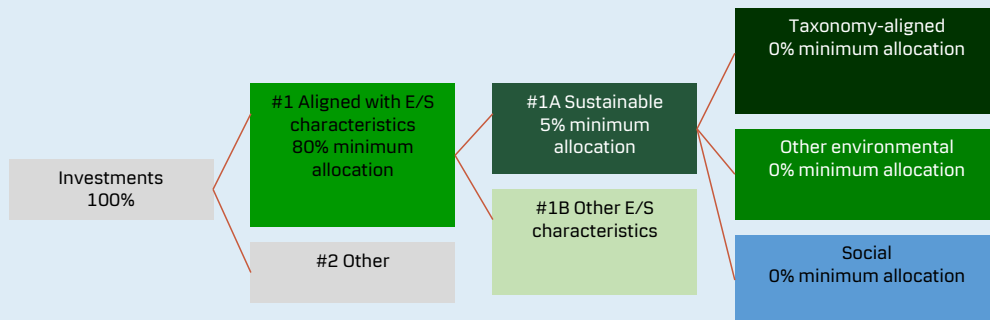 Investments
100%
#1 Aligned with E/S
characteristics
80% minimum
allocation
#2 Other
#1A Sustainable
5% minimum
allocation
#1B Other E/S
characteristics
Taxonomy-aligned
0% minimum allocation
Other environmental
0% minimum allocation
Social
0% minimum allocation